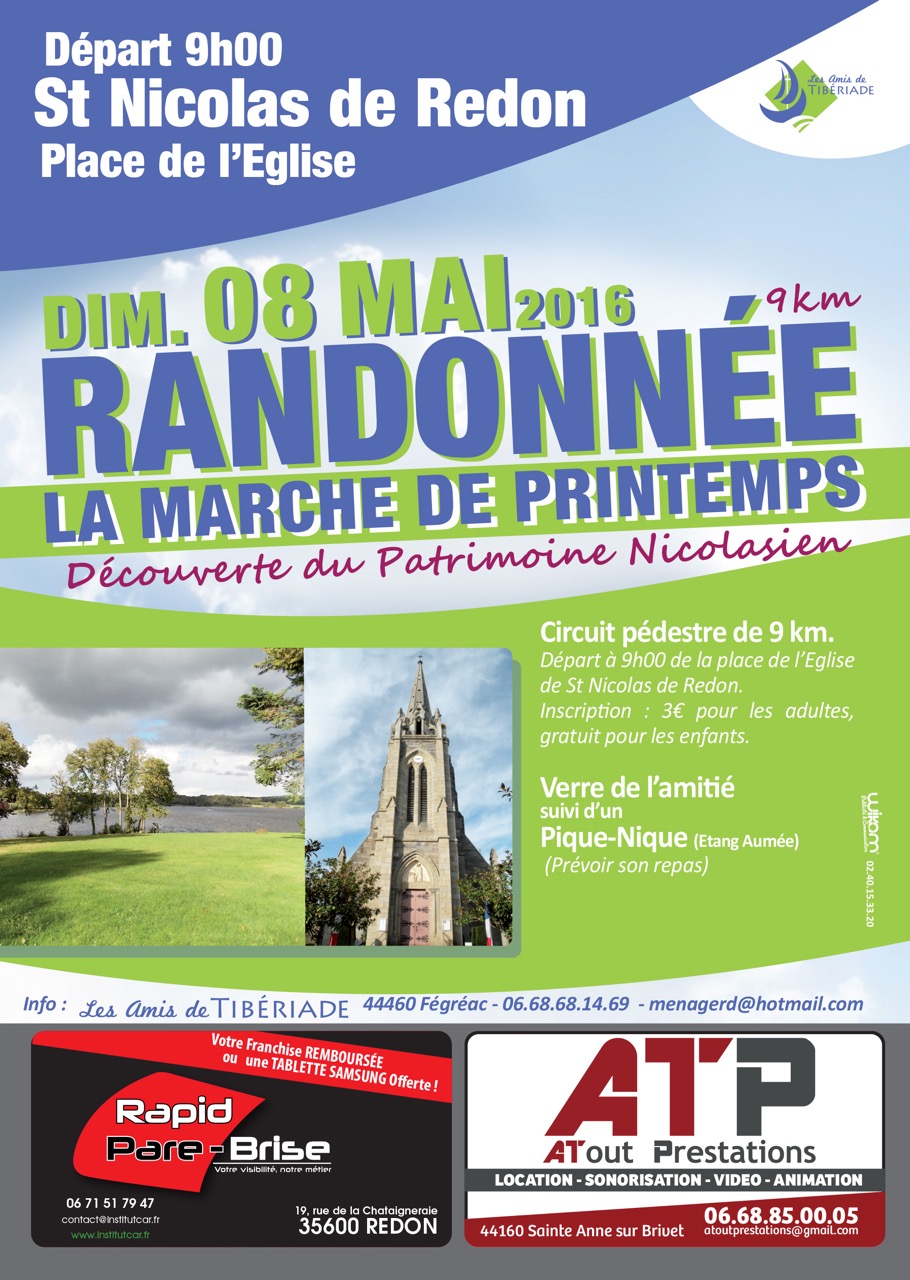 Départ 9h00
St Nicolas de Redon
Place de l'Eglise
Les Amis de
TIBÉRIADE
DIM. 08 MAI 2016
9km
RANDONNÉE
LA MARCHE DE PRINTEMPS
Découverte du Patrimoine Nicolasien
Circuit pédestre de 9 km.
Départ à 9h00 de la place de l'Eglise
de St Nicolas de Redon.
Inscription : 3€ pour les adultes,
gratuit pour les enfants.
Verre de l'amitié
suivi d'un
Pique-Nique (Etang Aumée)
(Prévoir son repas)
wikom 02.40.15.33.20
Info : Les Amis de TIBÉRIADE 44460 Fégréac - 06.68.68.14.69 - menagerd@hotmail.com
Votre Franchise REMBOURSÉE
ou une TABLETTE SAMSUNG Offerte !
Rapid
Pare-Brise
Votre visibilité, notre métier
06 71 51 79 47
contact@institutcar.fr
www.institutcar.fr
19, rue de la Chataigneraie
35600 REDON
ATP
ATout Prestations
LOCATION - SONORISATION - VIDEO - ANIMATION
44160 Sainte Anne sur Brivet
06.68.85.00.05
atoutprestations@gmail.com